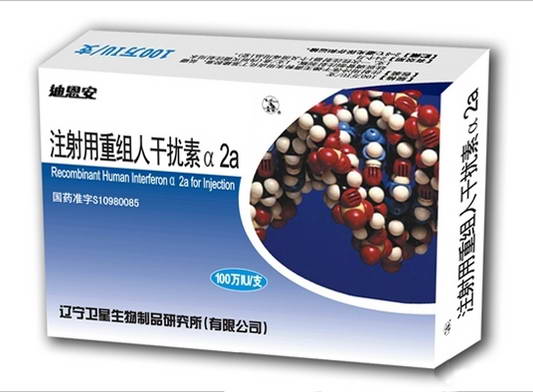 100万IU/支
迪恩安
注射用重组人干扰素α 2a
Recombinant Human Interferon α 2a for Injection
国药准字S10980085
100万IU/支
辽宁卫星生物制品研究所(有限公司)
注射用重组人干扰素α 2a